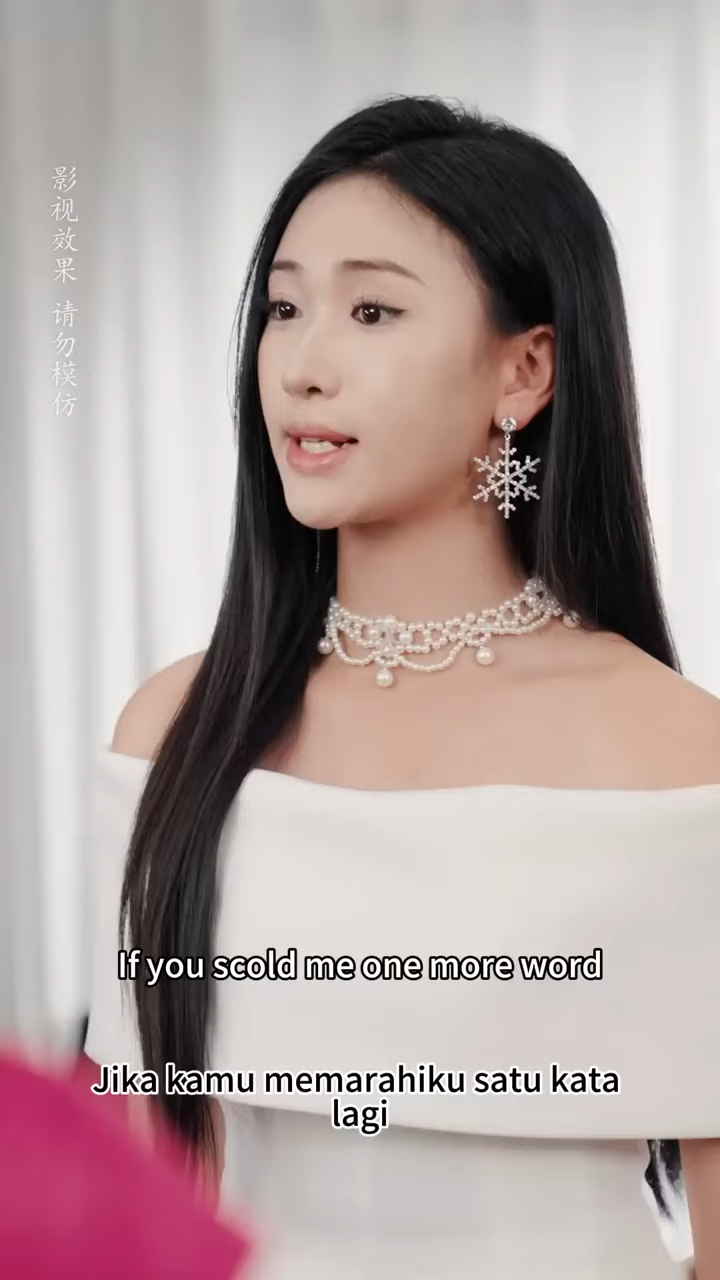 影视效果 请勿模仿
If you scold me one more word
Jika kamu memarahiku satu kata
lagi